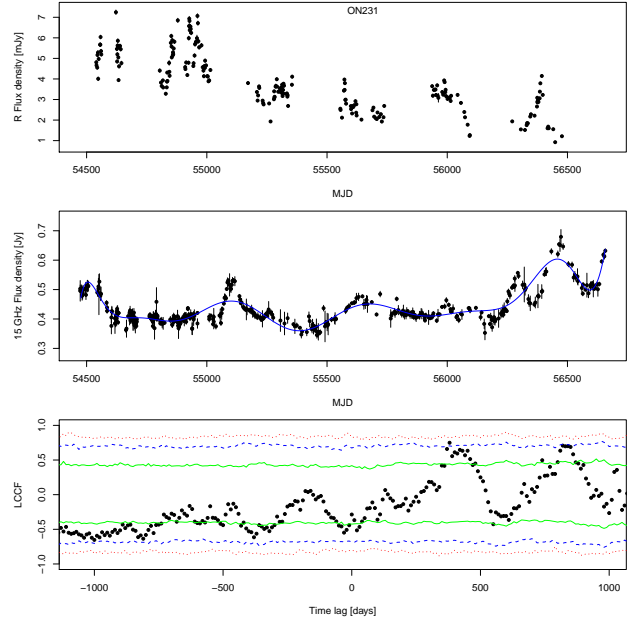 ON231
R Flux density [mJy]
7
6
5
4
3
2
1
54500 55000 55500 56000 56500
MJD
15 GHz Flux density [Jy]
0.7
0.6
0.5
0.4
0.3
54500 55000 55500 56000 56500
MJD
LCCF
1.0
0.5
0.0
−0.5
−1.0
−1000 −500 0 500 1000
Time lag [days]